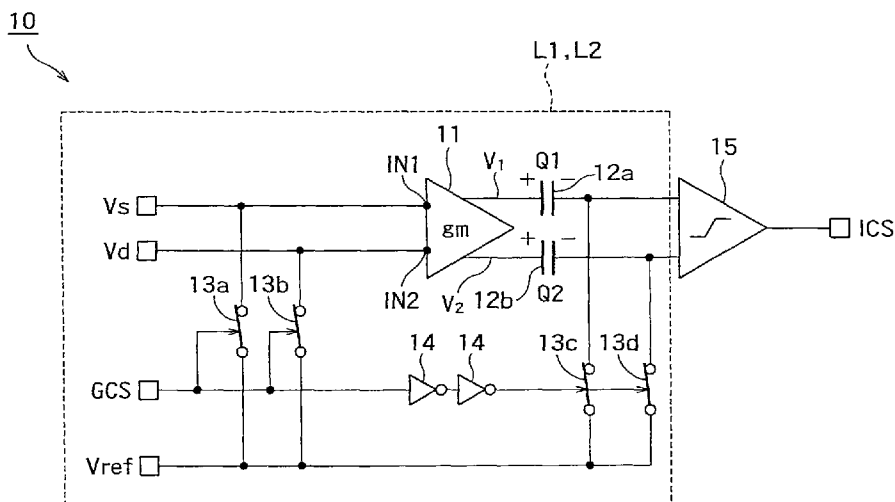 10
L1, L2
11
Q1
15
IN1
V1
+
−
12a
Vs
gm
ICS
Vd
+
−
13a
13b
IN2
V2
12b
Q2
14
14
13c
13d
GCS
Vref